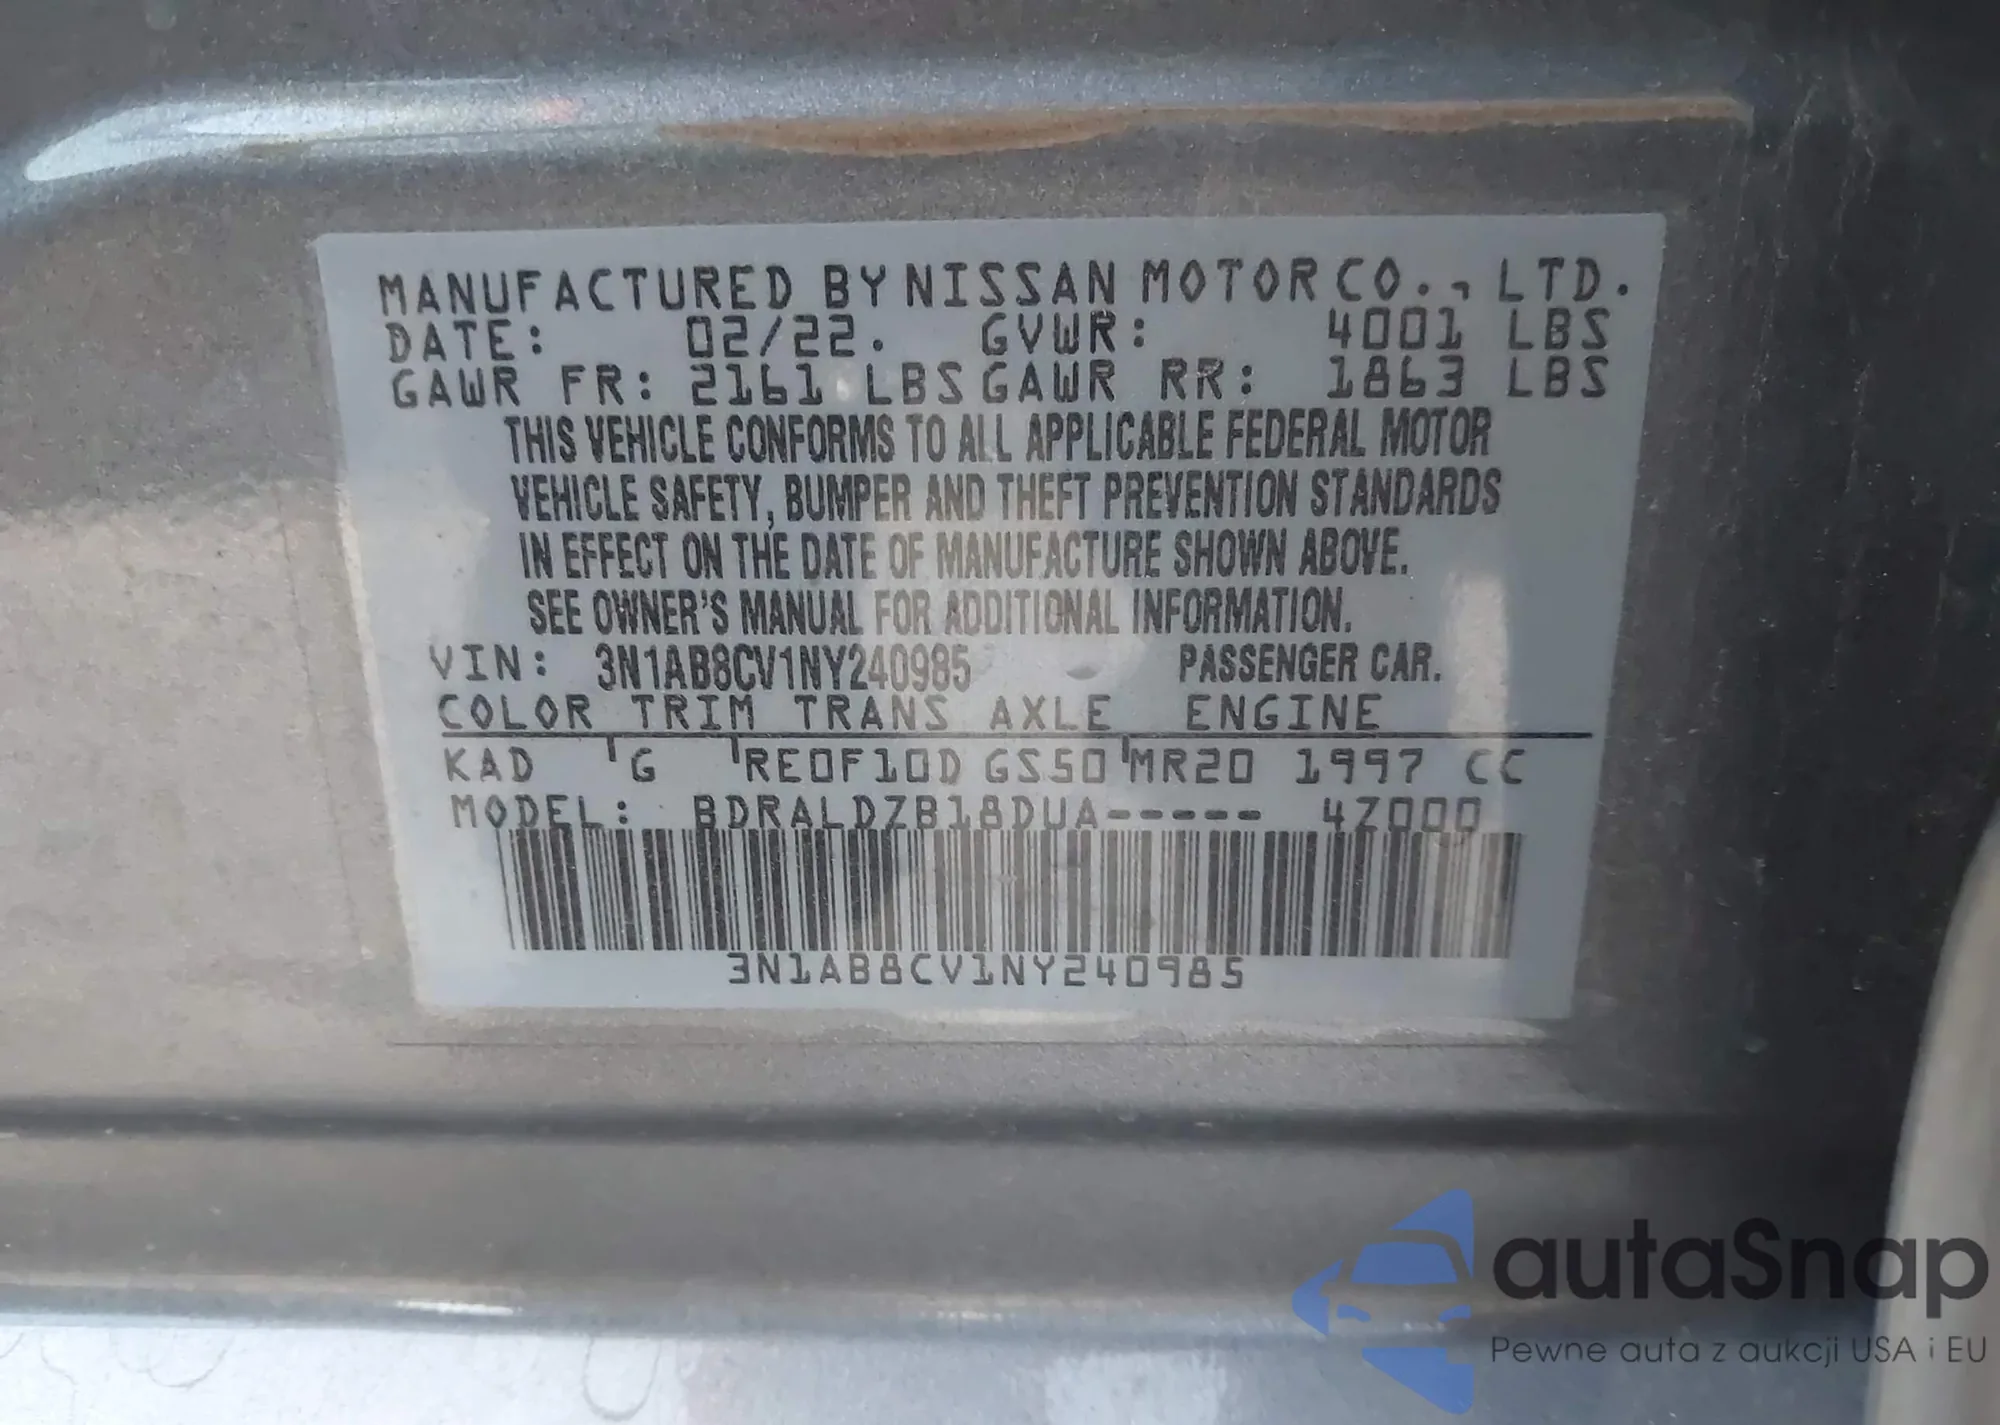 MANUFACTURED BY NISSAN MOTOR CO., LTD.
DATE: 02/22. GVWR: 4001 LBS
GAWR FR: 2161 LBS GAWR RR: 1863 LBS
THIS VEHICLE CONFORMS TO ALL APPLICABLE FEDERAL MOTOR
VEHICLE SAFETY, BUMPER AND THEFT PREVENTION STANDARDS
IN EFFECT ON THE DATE OF MANUFACTURE SHOWN ABOVE.
SEE OWNER'S MANUAL FOR ADDITIONAL INFORMATION.
VIN: 3N1AB8CV1NY240985 PASSENGER CAR.
COLOR TRIM TRANS AXLE ENGINE
KAD G RE0F10D GS50 MR20 1997 CC
MODEL: BDRALDZB18DUA----- 4Z000
3N1AB8CV1NY240985
autaSnap
Pewne auta z aukcji USA i EU